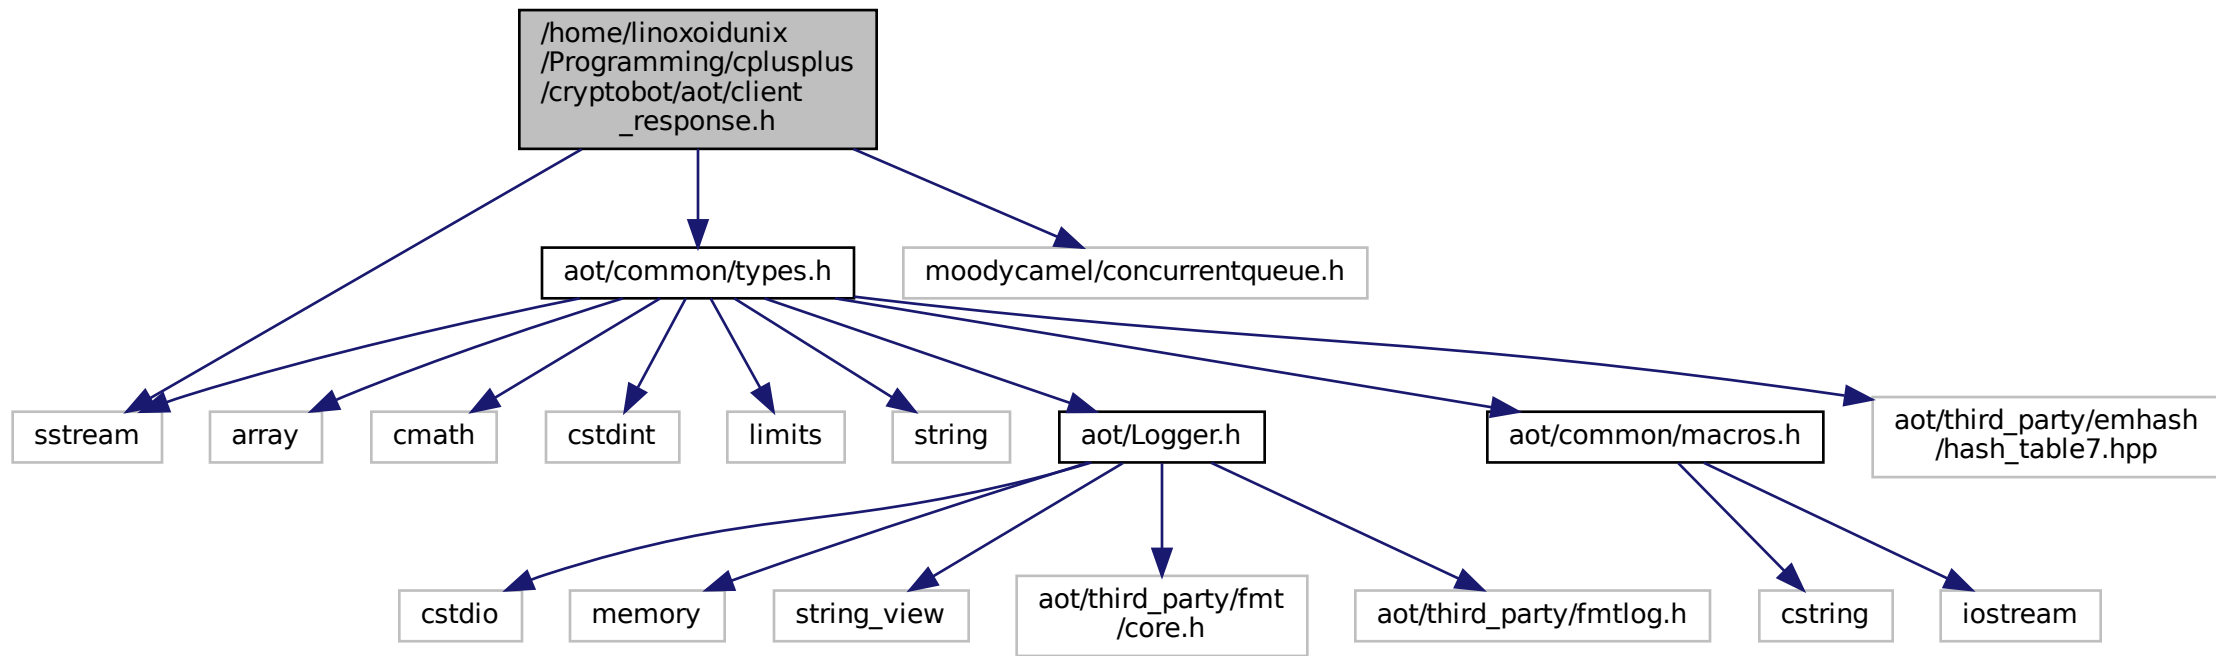 /home/linoxoidunix
/Programming/cplusplus
/cryptobot/aot/client
_response.h
aot/common/types.h
moodycamel/concurrentqueue.h
sstream
array
cmath
cstdint
limits
string
aot/Logger.h
aot/common/macros.h
aot/third_party/emhash
/hash_table7.hpp
cstdio
memory
string_view
aot/third_party/fmt
/core.h
aot/third_party/fmtlog.h
cstring
iostream